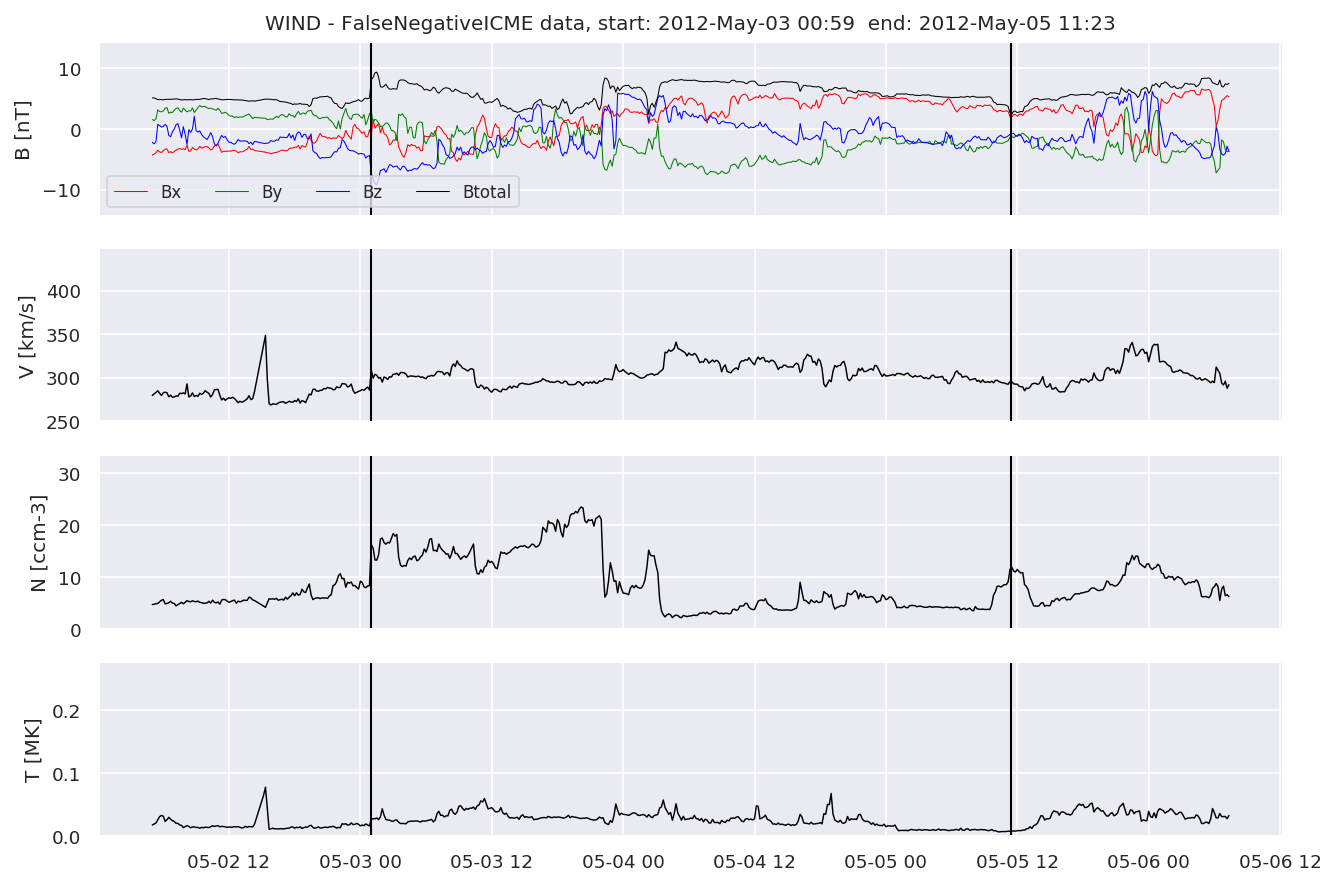 WIND - FalseNegativeICME data, start: 2012-May-03 00:59  end: 2012-May-05 11:23
B [nT]
10
0
−10
Bx By Bz Btotal
V [km/s]
400
350
300
250
N [ccm-3]
30
20
10
0
T [MK]
0.2
0.1
0.0
05-02 12 05-03 00 05-03 12 05-04 00 05-04 12 05-05 00 05-05 12 05-06 00 05-06 12